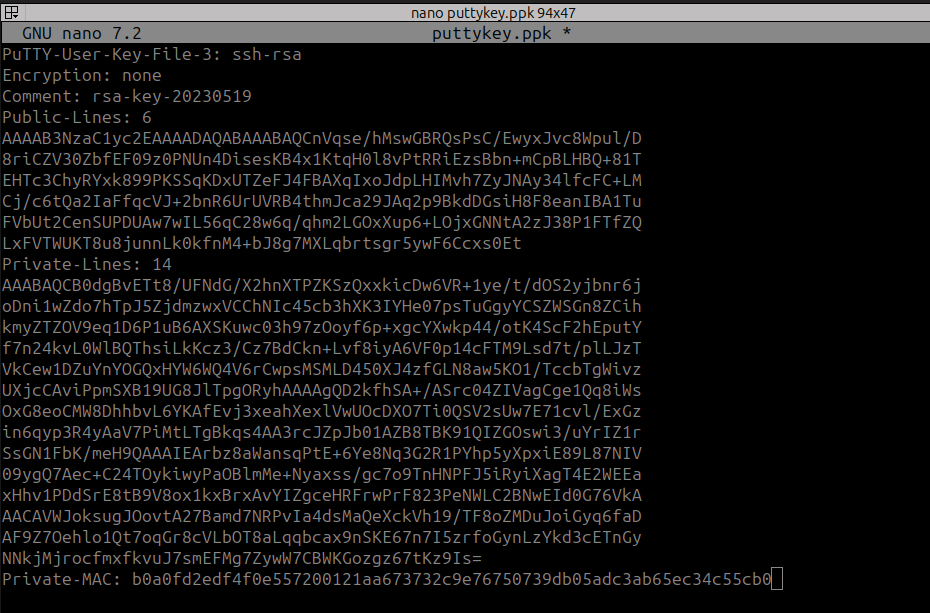 nano puttykey.ppk 94x47
GNU nano 7.2 puttykey.ppk *
PuTTY-User-Key-File-3: ssh-rsa
Encryption: none
Comment: rsa-key-20230519
Public-Lines: 6
AAAAB3NzaC1yc2EAAAADAQABAAABAQCnVqse/hMswGBRQsPsC/EwyxJvc8Wpul/D
8riCZV30ZbfEF09z0PNUn4DisesKB4x1KtqH0l8vPtRRiEzsBbn+mCpBLHBQ+81T
EHTc3ChyRYxk899PKSSqKDxUTZeFJ4FBAXqIxoJdpLHIMvh7ZyJNAy34lfcFC+LM
Cj/c6tQa2IaFfqcVJ+2bnR6UrUVRB4thmJca29JAq2p9BkdDGsiH8F8eanIBA1Tu
FVbUt2CenSUPDUAw7wIL56qC28w6q/qhm2LGOxXup6+LOjxGNNtA2zJ38P1FTfZQ
LxFVTWUKT8u8junnLk0kfnM4+bJ8g7MXLqbrtsgr5ywF6Ccxs0Et
Private-Lines: 14
AAABAQCB0dgBvETt8/UFNdG/X2hnXTPZKSzQxxkicDw6VR+1ye/t/dOS2yjbnr6j
oDni1wZdo7hTpJ5ZjdmzwxVCChNIc45cb3hXK3IYHe07psTuGgyYCSZWSGn8ZCih
kmyZTZOV9eq1D6P1uB6AXSKuwc03h97zOoyf6p+xgcYXwkp44/otK4ScF2hEputY
f7n24kvL0WlBQThsiLkKcz3/Cz7BdCkn+Lvf8iyA6VF0p14cFTM9Lsd7t/plLJzT
VkCew1DZuYnYOGQxHYW6WQ4V6rCwpsMSMLD450XJ4zfGLN8aw5KO1/TccbTgWivz
UXjcCAviPpmSXB19UG8JlTpgORyhAAAAgQD2kfhSA+/ASrc04ZIVagCge1Qq8iWs
OxG8eoCMW8DhhbvL6YKAfEvj3xeahXexlVwUOcDXO7Ti0QSV2sUw7E71cvl/ExGz
in6qyp3R4yAaV7PiMtLTgBkqs4AA3rcJZpJb01AZB8TBK91QIZGOswi3/uYrIZ1r
SsGN1FbK/meH9QAAAIEArbz8aWansqPtE+6Ye8Nq3G2R1PYhp5yXpxiE89L87NIV
09ygQ7Aec+C24TOykiwyPaOBlmMe+Nyaxss/gc7o9TnHNPFJ5iRyiXagT4E2WEEa
xHhv1PDdSrE8tB9V8ox1kxBrxAvYIZgceHRFrwPrF823PeNWLC2BNwEId0G76VkA
AACAVWJoksugJOovtA27Bamd7NRPvIa4dsMaQeXckVh19/TF8oZMDuJoiGyq6faD
AF9Z7Oehlo1Qt7oqGr8cVLbOT8aLqqbcax9nSKE67n7I5zrfoGynLzYkd3cETnGy
NNkjMjrocfmxfkvuJ7smEFMg7ZywW7CBWKGozgz67tKz9Is=
Private-MAC: b0a0fd2edf4f0e557200121aa673732c9e76750739db05adc3ab65ec34c55cb0